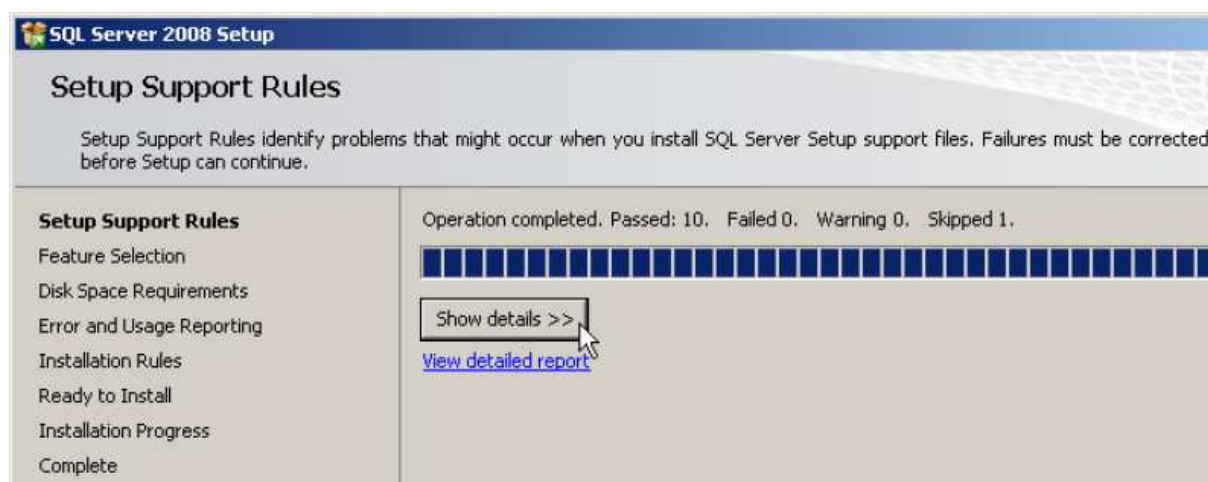 SQL Server 2008 Setup
Setup Support Rules
Setup Support Rules identify problems that might occur when you install SQL Server Setup support files. Failures must be corrected
before Setup can continue.
Setup Support Rules
Feature Selection
Disk Space Requirements
Error and Usage Reporting
Installation Rules
Ready to Install
Installation Progress
Complete
Operation completed. Passed: 10. Failed 0. Warning 0. Skipped 1.
Show details >>
View detailed report